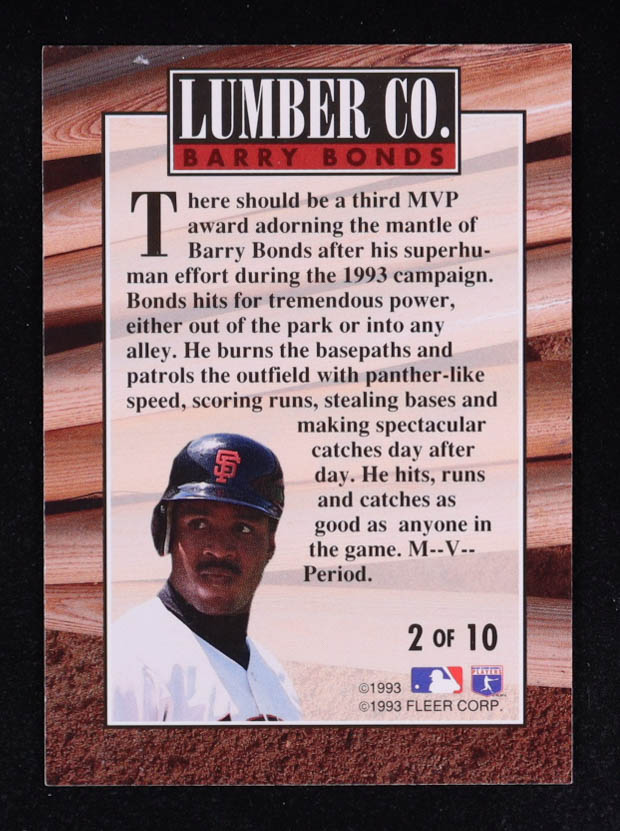 LUMBER CO.
BARRY BONDS
There should be a third MVP
award adorning the mantle of
Barry Bonds after his superhu-
man effort during the 1993 campaign.
Bonds hits for tremendous power,
either out of the park or into any
alley. He burns the basepaths and
patrols the outfield with panther-like
speed, scoring runs, stealing bases and
making spectacular
catches day after
day. He hits, runs
and catches as
good as anyone in
the game. M--V--
Period.
SF
2 OF 10
PLAYERS
©1993
©1993 FLEER CORP.